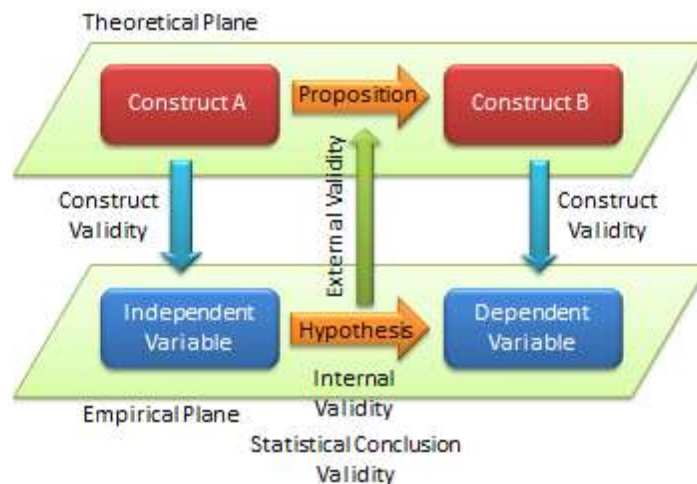 Theoretical Plane
Construct A
Proposition
Construct B
Construct
Validity
External Validity
Construct
Validity
Independent
Variable
Hypothesis
Dependent
Variable
Internal
Validity
Empirical Plane
Statistical Conclusion
Validity